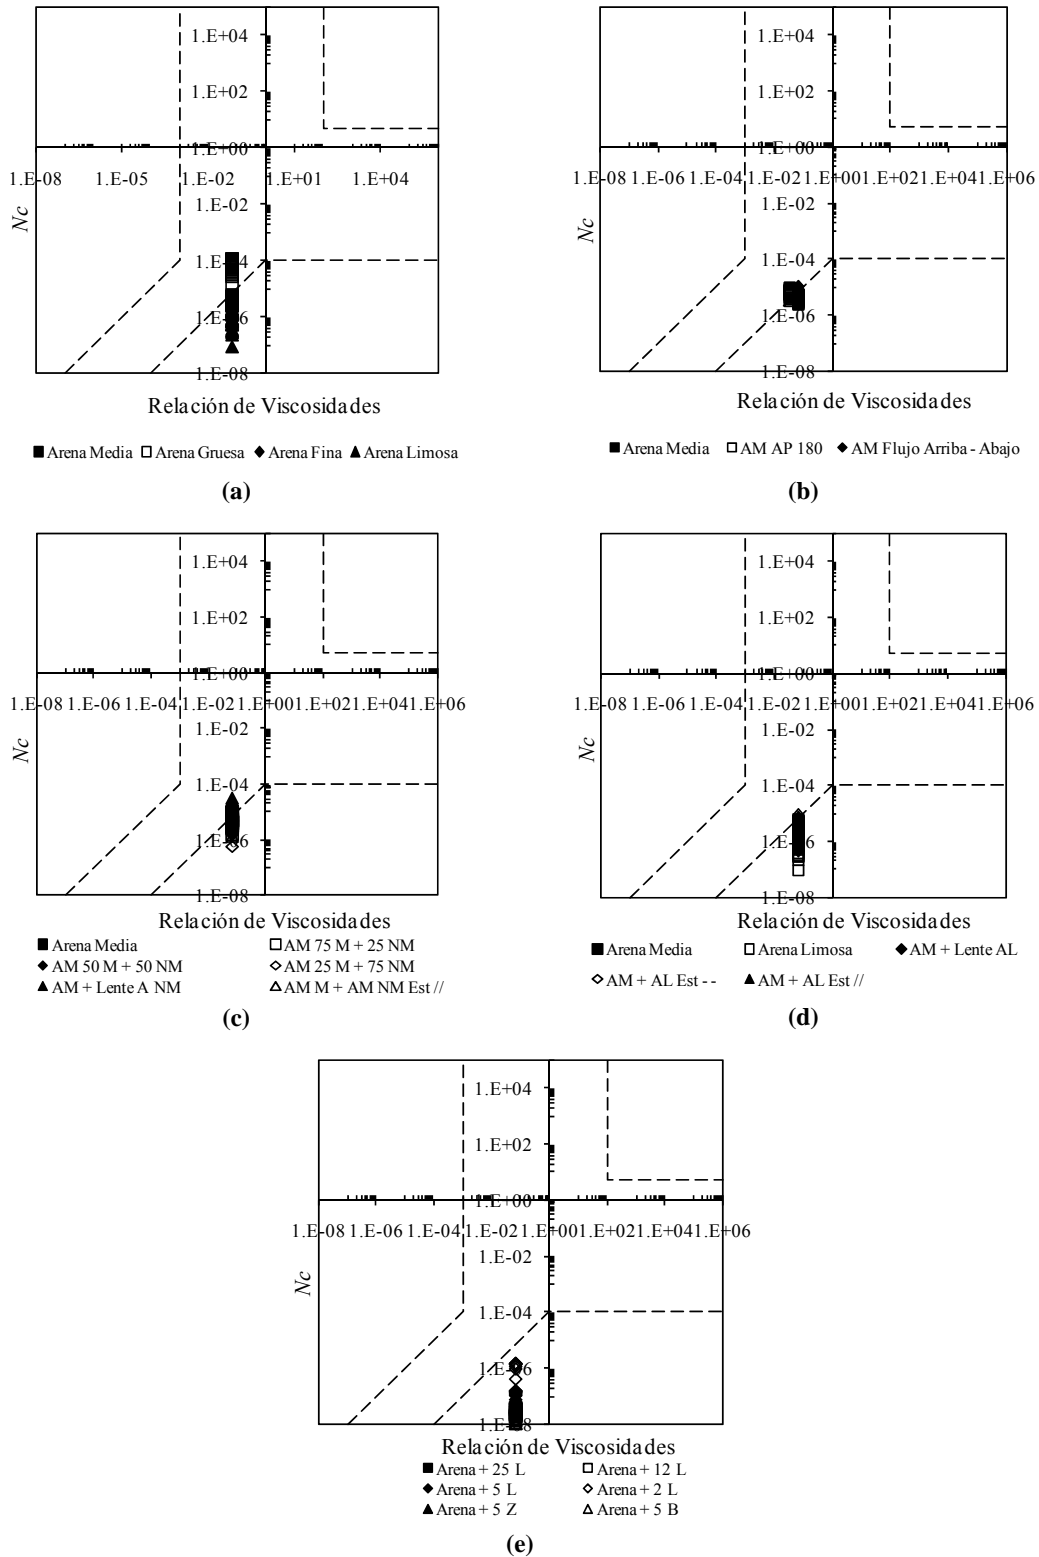 1.E+04
1.E+02
1.E+00
1.E-08 1.E-05 1.E-02 1.E+01 1.E+04
1.E-02
1.E-04
1.E-06
1.E-08
Nc
Relación de Viscosidades
Arena Media Arena Gruesa Arena Fina Arena Limosa
(a)
1.E+04
1.E+02
1.E+00
1.E-08 1.E-06 1.E-04 1.E-02 1.E+00 1.E+02 1.E+04 1.E+06
1.E-02
1.E-04
1.E-06
1.E-08
Nc
Relación de Viscosidades
Arena Media AM AP 180 AM Flujo Arriba - Abajo
(b)
1.E+04
1.E+02
1.E+00
1.E-08 1.E-06 1.E-04 1.E-02 1.E+00 1.E+02 1.E+04 1.E+06
1.E-02
1.E-04
1.E-06
1.E-08
Nc
Relación de Viscosidades
Arena Media AM 75 M + 25 NM
AM 50 M + 50 NM AM 25 M + 75 NM
AM + Lente A NM AM M + AM NM Est //
(c)
1.E+04
1.E+02
1.E+00
1.E-08 1.E-06 1.E-04 1.E-02 1.E+00 1.E+02 1.E+04 1.E+06
1.E-02
1.E-04
1.E-06
1.E-08
Nc
Relación de Viscosidades
Arena Media Arena Limosa AM + Lente AL
AM + AL Est - - AM + AL Est //
(d)
1.E+04
1.E+02
1.E+00
1.E-08 1.E-06 1.E-04 1.E-02 1.E+00 1.E+02 1.E+04 1.E+06
1.E-02
1.E-04
1.E-06
1.E-08
Nc
Relación de Viscosidades
Arena + 25 L Arena + 12 L
Arena + 5 L Arena + 2 L
Arena + 5 Z Arena + 5 B
(e)